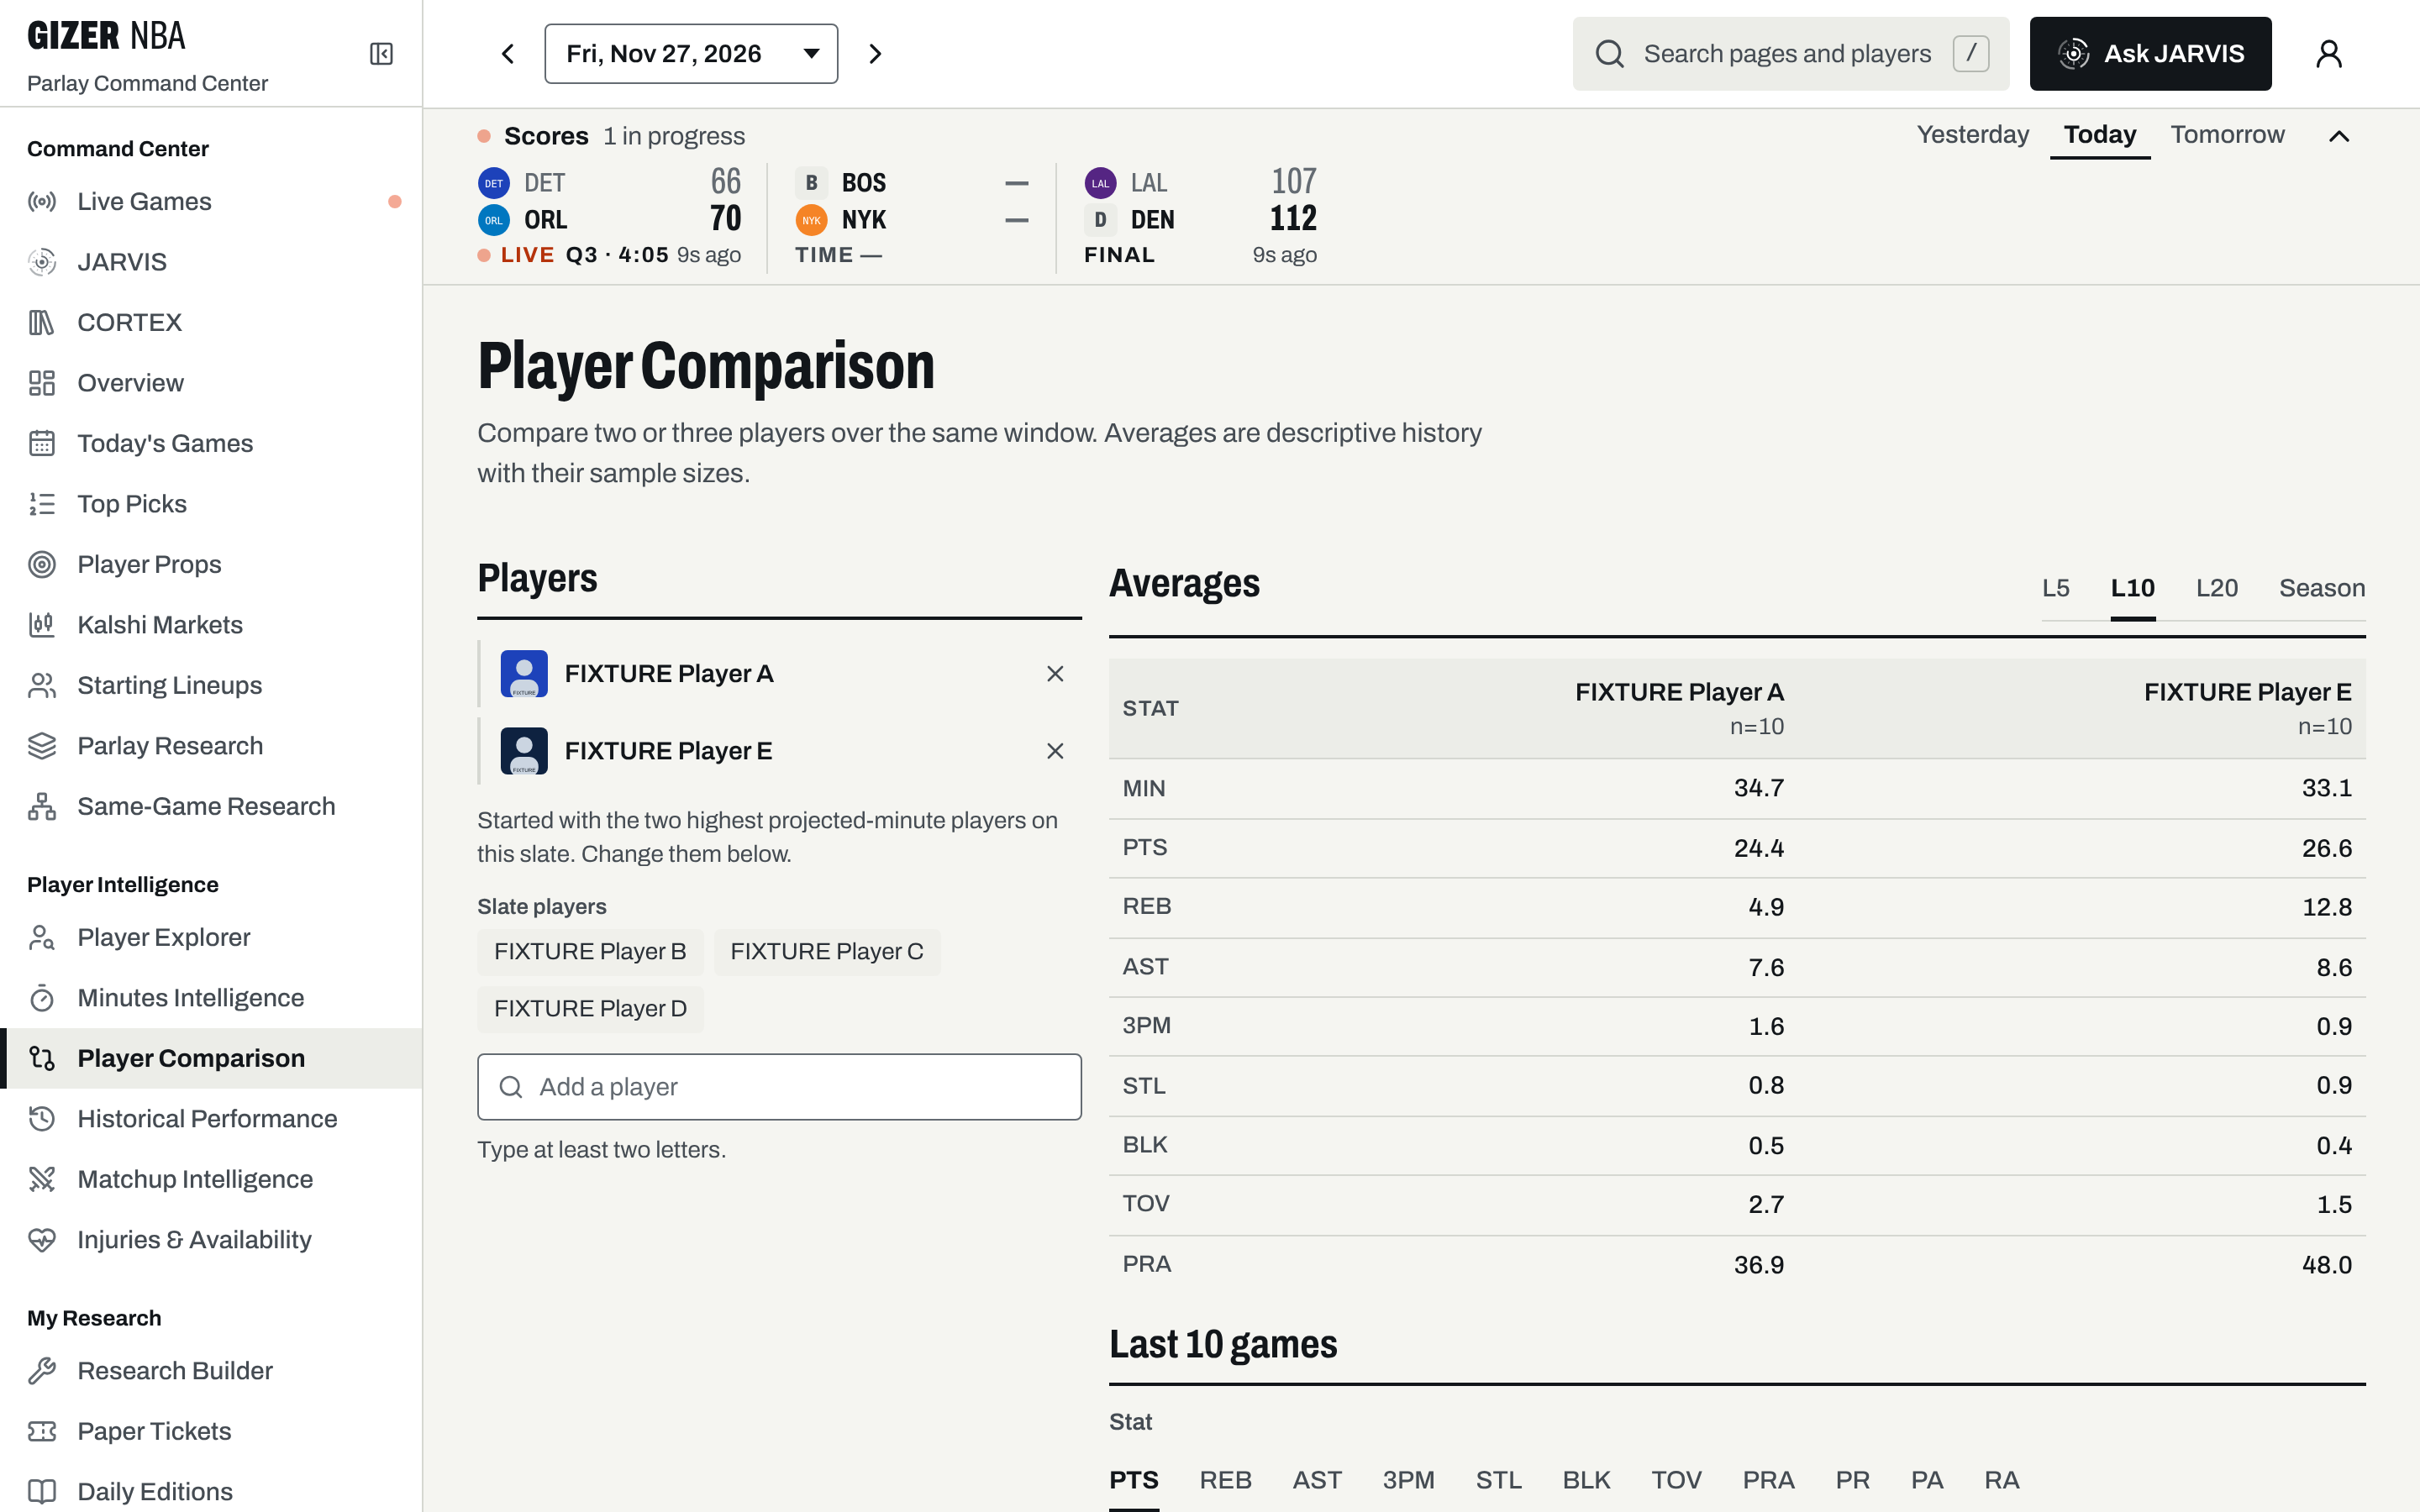 GIZER NBA
Parlay Command Center
Fri, Nov 27, 2026
Search pages and players /
Ask JARVIS
Command Center
Live Games
JARVIS
CORTEX
Overview
Today's Games
Top Picks
Player Props
Kalshi Markets
Starting Lineups
Parlay Research
Same-Game Research
Player Intelligence
Player Explorer
Minutes Intelligence
Player Comparison
Historical Performance
Matchup Intelligence
Injuries & Availability
My Research
Research Builder
Paper Tickets
Daily Editions
Scores 1 in progress
Yesterday Today Tomorrow
DET DET 66
ORL ORL 70
LIVE Q3 · 4:05 9s ago
B BOS —
NYK NYK —
TIME —
LAL LAL 107
D DEN 112
FINAL 9s ago
Player Comparison
Compare two or three players over the same window. Averages are descriptive history
with their sample sizes.
Players
FIXTURE FIXTURE Player A
FIXTURE FIXTURE Player E
Started with the two highest projected-minute players on
this slate. Change them below.
Slate players
FIXTURE Player B FIXTURE Player C
FIXTURE Player D
Add a player
Type at least two letters.
Averages
L5 L10 L20 Season
STAT FIXTURE Player A FIXTURE Player E
n=10 n=10
MIN 34.7 33.1
PTS 24.4 26.6
REB 4.9 12.8
AST 7.6 8.6
3PM 1.6 0.9
STL 0.8 0.9
BLK 0.5 0.4
TOV 2.7 1.5
PRA 36.9 48.0
Last 10 games
Stat
PTS REB AST 3PM STL BLK TOV PRA PR PA RA